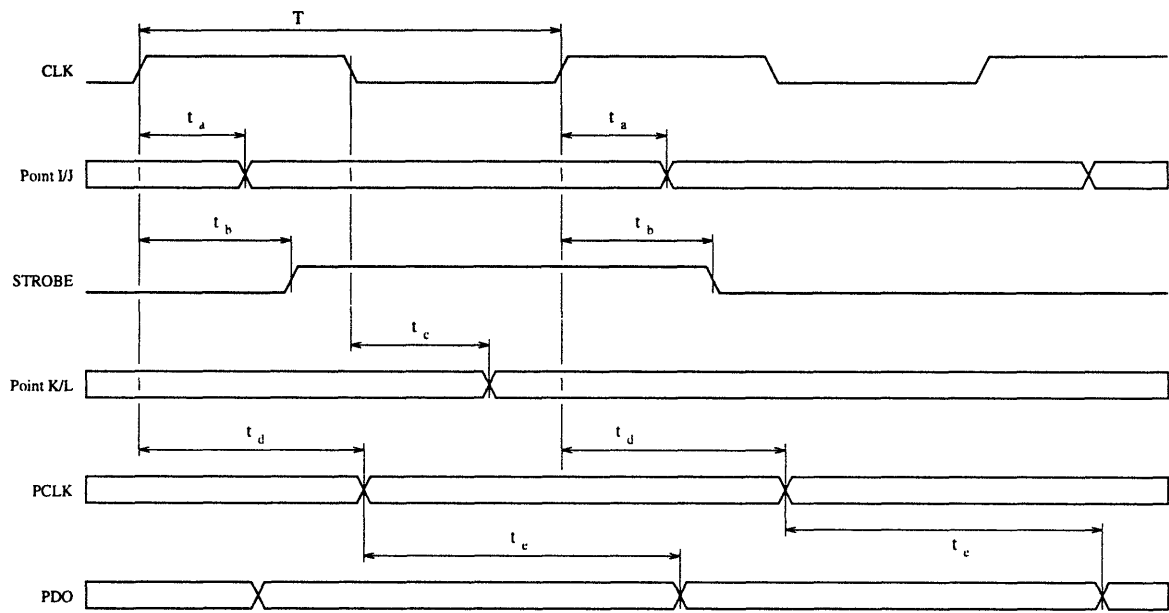 T
CLK
t a
t a
Point I/J
t b
t b
STROBE
t c
Point K/L
t d
t d
PCLK
t e
t e
PDO